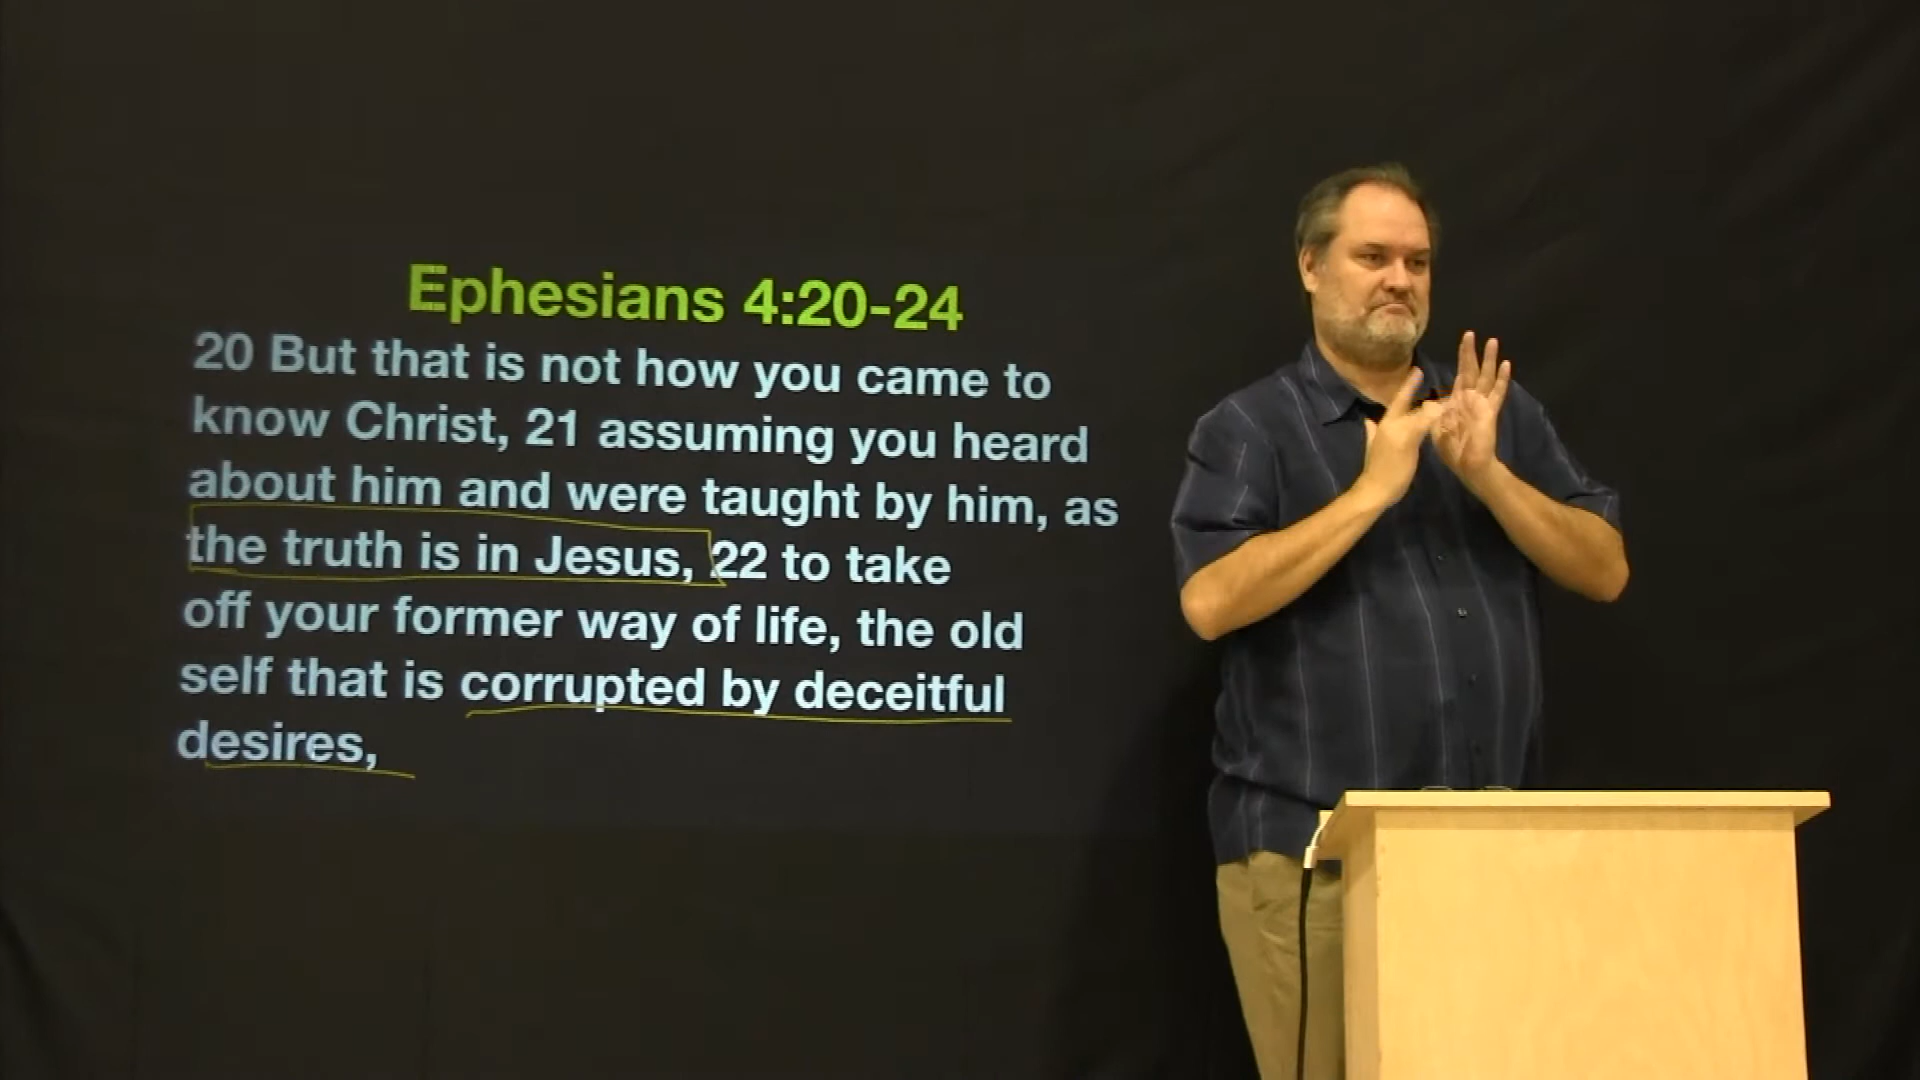 Ephesians 4:20-24
20 But that is not how you came to
know Christ, 21 assuming you heard
about him and were taught by him, as
the truth is in Jesus, 22 to take
off your former way of life, the old
self that is corrupted by deceitful
desires,